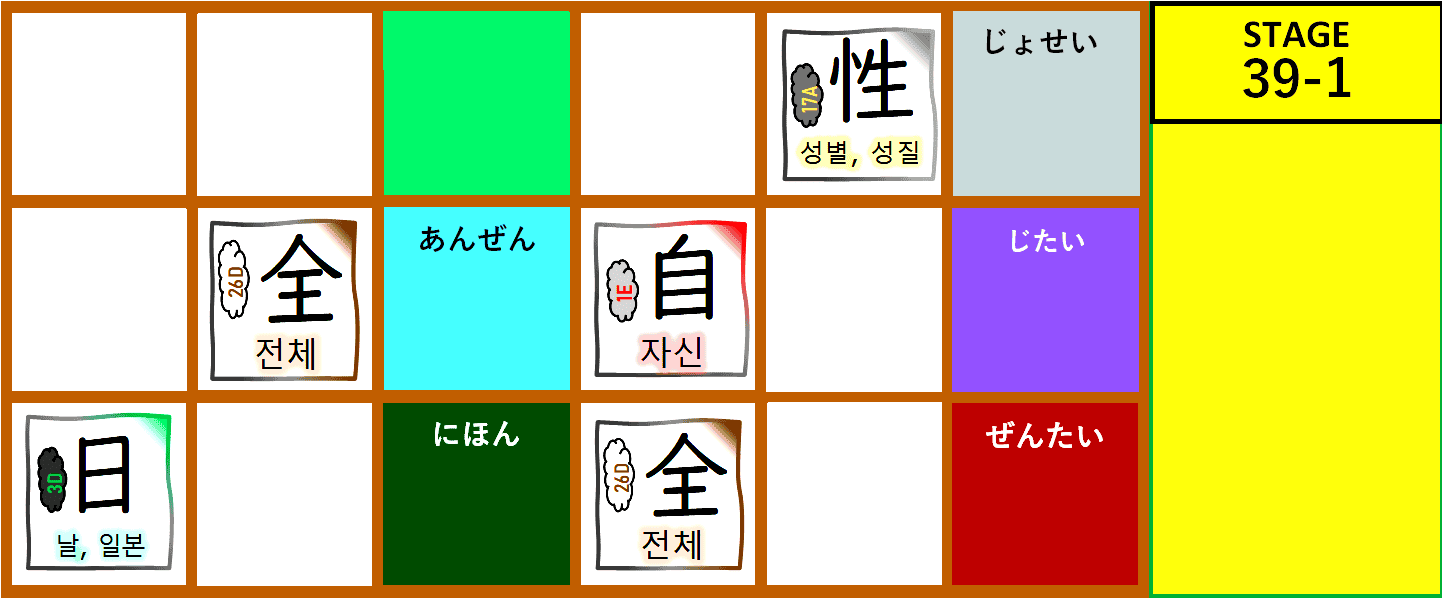 17A
性
성별, 성질
じょせい
STAGE
39-1
26D
全
전체
あんぜん
1E
自
자신
じたい
3D
日
날, 일본
にほん
26D
全
전체
ぜんたい